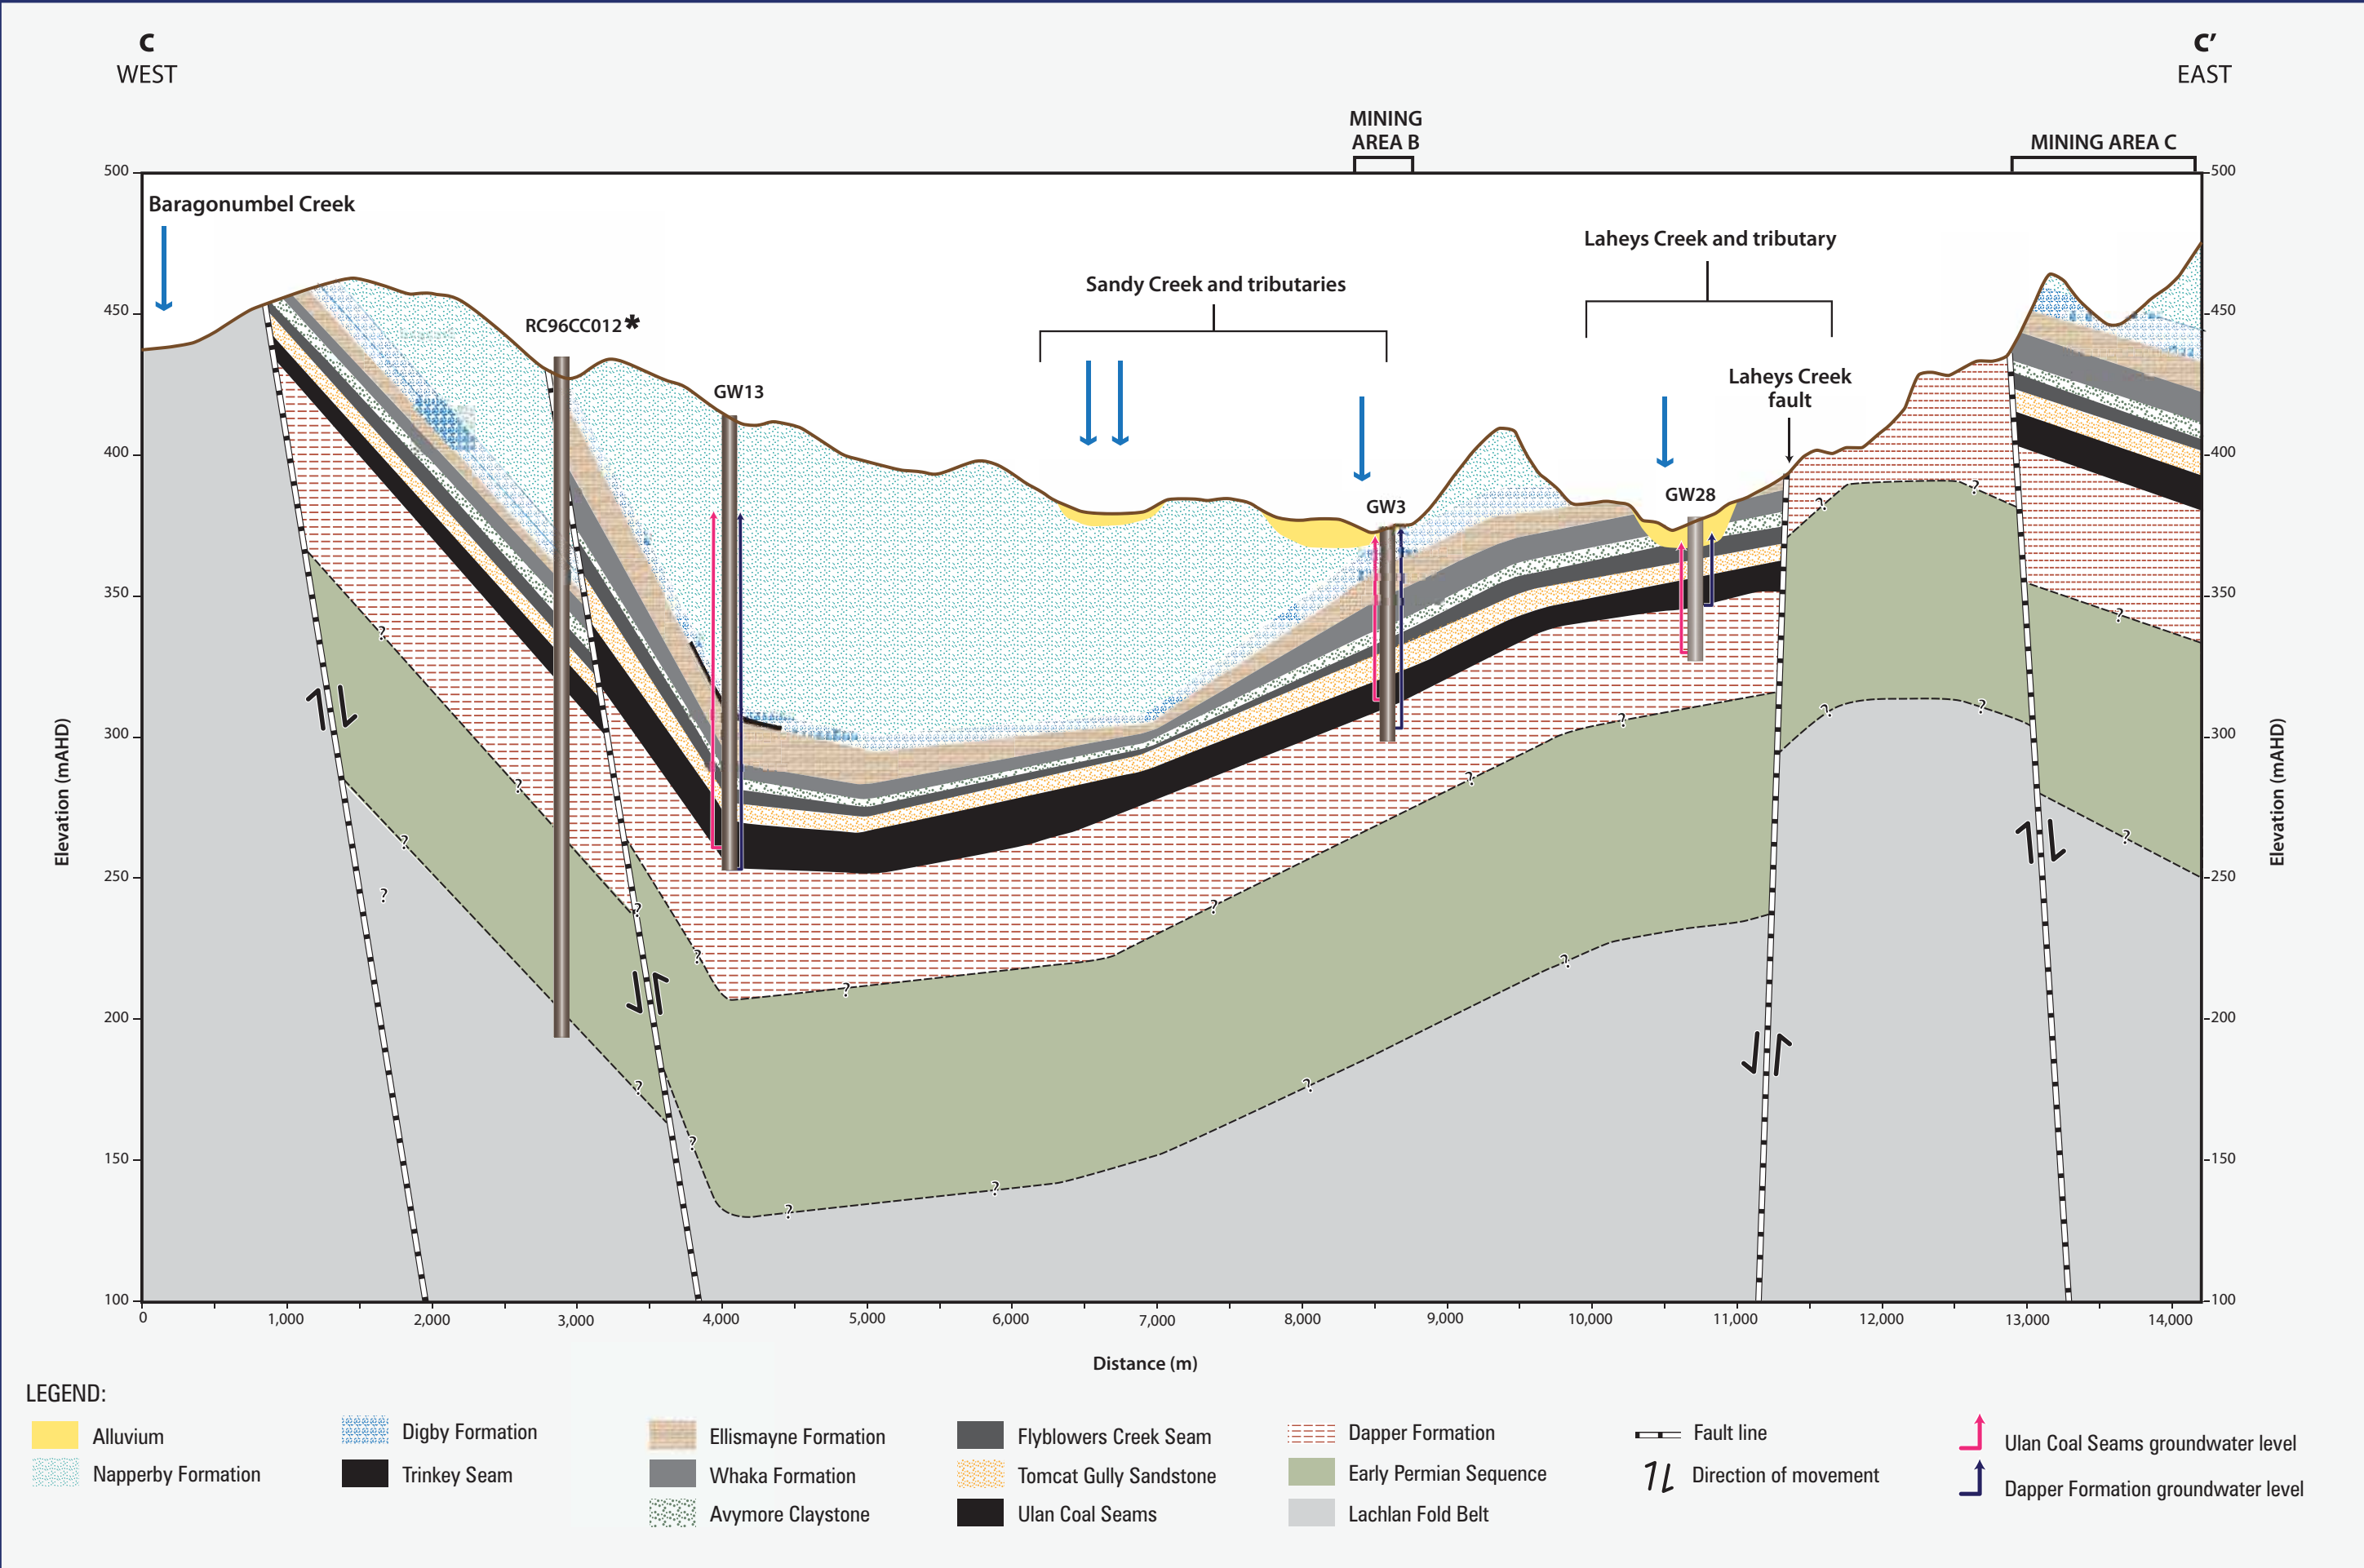 C
WEST
C’
EAST
MINING
AREA B
MINING AREA C
500
500
Baragonumbel Creek
Laheys Creek and tributary
Sandy Creek and tributaries
450
450
RC96CC012*
Laheys Creek
fault
GW13
400
400
GW28
GW3
?
?
350
350
?
?
300
300
?
?
?
?
?
?
Elevation (mAHD)
Elevation (mAHD)
?
?
250
250
?
?
?
?
?
?
200
200
?
?
?
150
150
?
?
?
100
100
0
1,000
2,000
3,000
4,000
5,000
6,000
7,000
8,000
9,000
10,000
11,000
12,000
13,000
14,000
Distance (m)
LEGEND:
Alluvium
Napperby Formation
Digby Formation
Trinkey Seam
Ellismayne Formation
Whaka Formation
Avymore Claystone
Flyblowers Creek Seam
Tomcat Gully Sandstone
Ulan Coal Seams
Dapper Formation
Early Permian Sequence
Lachlan Fold Belt
Fault line
Direction of movement
Ulan Coal Seams groundwater level
Dapper Formation groundwater level